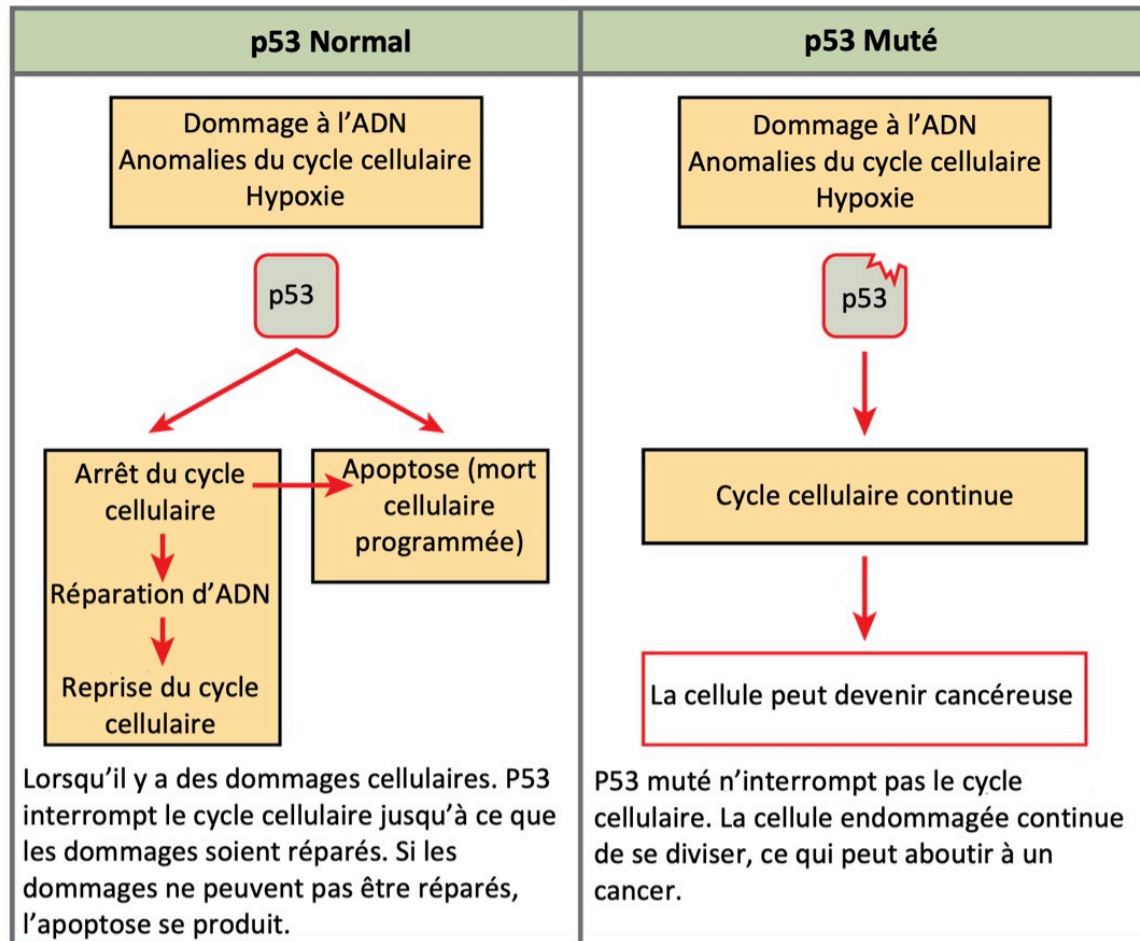 p53 Normal
Dommage à l’ADN
Anomalies du cycle cellulaire
Hypoxie
p53
Arrêt du cycle
cellulaire
Réparation d’ADN
Reprise du cycle
cellulaire
Apoptose (mort
cellulaire
programmée)
Lorsqu’il y a des dommages cellulaires. P53
interrompt le cycle cellulaire jusqu’à ce que
les dommages soient réparés. Si les
dommages ne peuvent pas être réparés,
l’apoptose se produit.
p53 Muté
Dommage à l’ADN
Anomalies du cycle cellulaire
Hypoxie
p53
Cycle cellulaire continue
La cellule peut devenir cancéreuse
P53 muté n’interrompt pas le cycle
cellulaire. La cellule endommagée continue
de se diviser, ce qui peut aboutir à un
cancer.